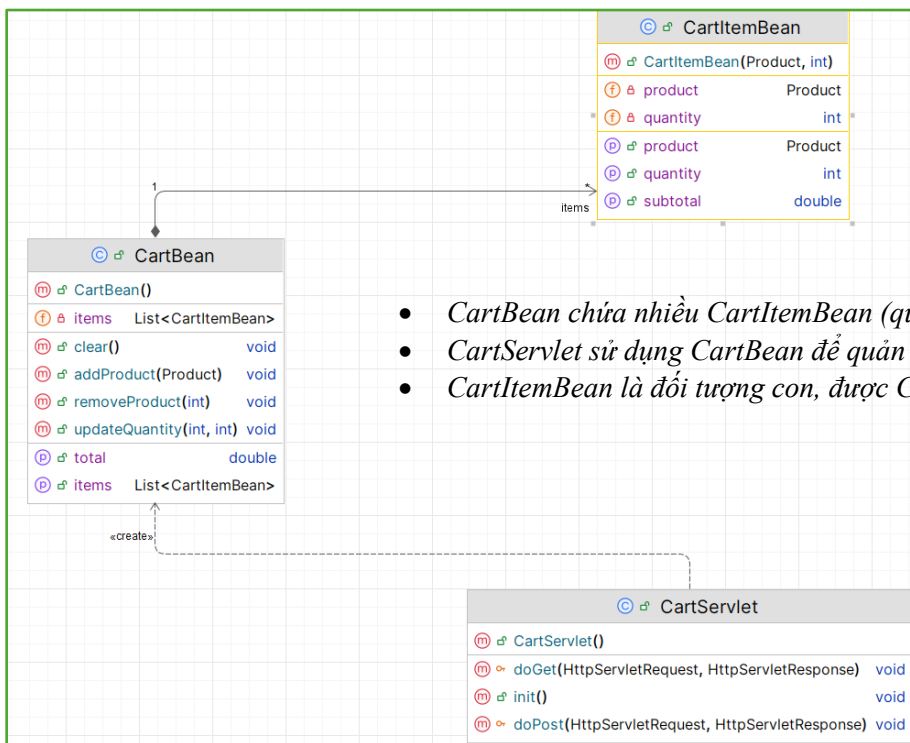 CartItemBean
CartItemBean(Product, int)
product Product
quantity int
product Product
quantity int
subtotal double
1
*
items
CartBean
CartBean()
items List<CartItemBean>
clear() void
addProduct(Product) void
removeProduct(int) void
updateQuantity(int, int) void
total double
items List<CartItemBean>
• CartBean chứa nhiều CartItemBean (qu
• CartServlet sử dụng CartBean để quản
• CartItemBean là đối tượng con, được C
«create»
CartServlet
CartServlet()
doGet(HttpServletRequest, HttpServletResponse) void
init() void
doPost(HttpServletRequest, HttpServletResponse) void